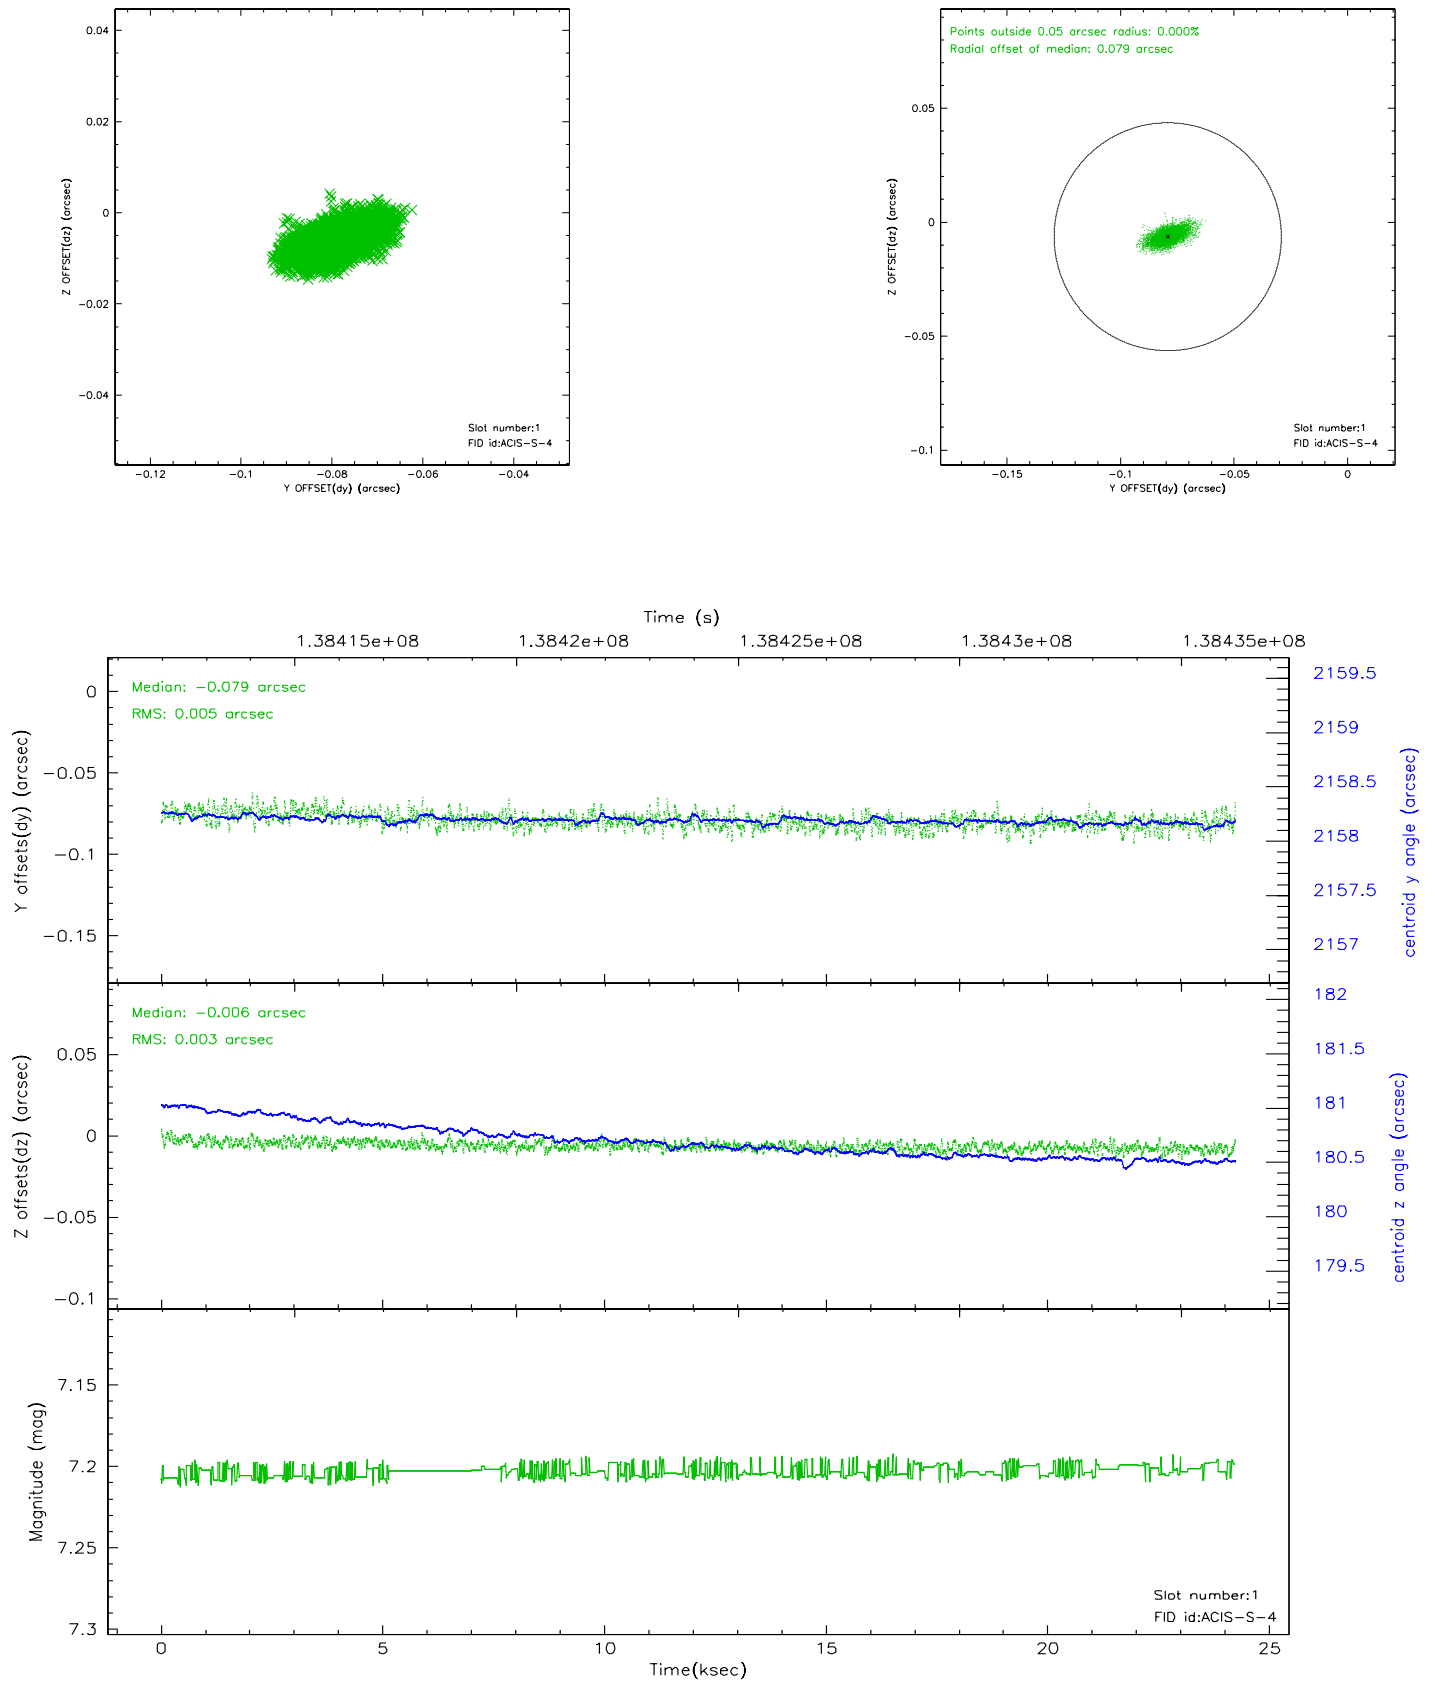 0.04
0.02
0
−0.02
−0.04
Z OFFSET(dz) (arcsec)
Slot number:1
FID id:ACIS−S−4
−0.12
−0.1
−0.08
−0.06
−0.04
Y OFFSET(dy) (arcsec)
Points outside 0.05 arcsec radius: 0.000%
Radial offset of median: 0.079 arcsec
0.05
0
−0.05
−0.1
Z OFFSET(dz) (arcsec)
Slot number:1
FID id:ACIS−S−4
−0.15
−0.1
−0.05
0
Y OFFSET(dy) (arcsec)
Time (s)
1.38415e+08
1.3842e+08
1.38425e+08
1.3843e+08
1.38435e+08
Median: −0.079 arcsec
RMS: 0.005 arcsec
0
−0.05
−0.1
−0.15
Y offsets(dy) (arcsec)
2159.5
2159
2158.5
2158
2157.5
2157
centroid y angle (arcsec)
Median: −0.006 arcsec
RMS: 0.003 arcsec
0.05
0
−0.05
−0.1
Z offsets(dz) (arcsec)
182
181.5
181
180.5
180
179.5
centroid z angle (arcsec)
7.15
7.2
7.25
7.3
Magnitude (mag)
Slot number:1
FID id:ACIS−S−4
0
5
10
15
20
25
Time(ksec)